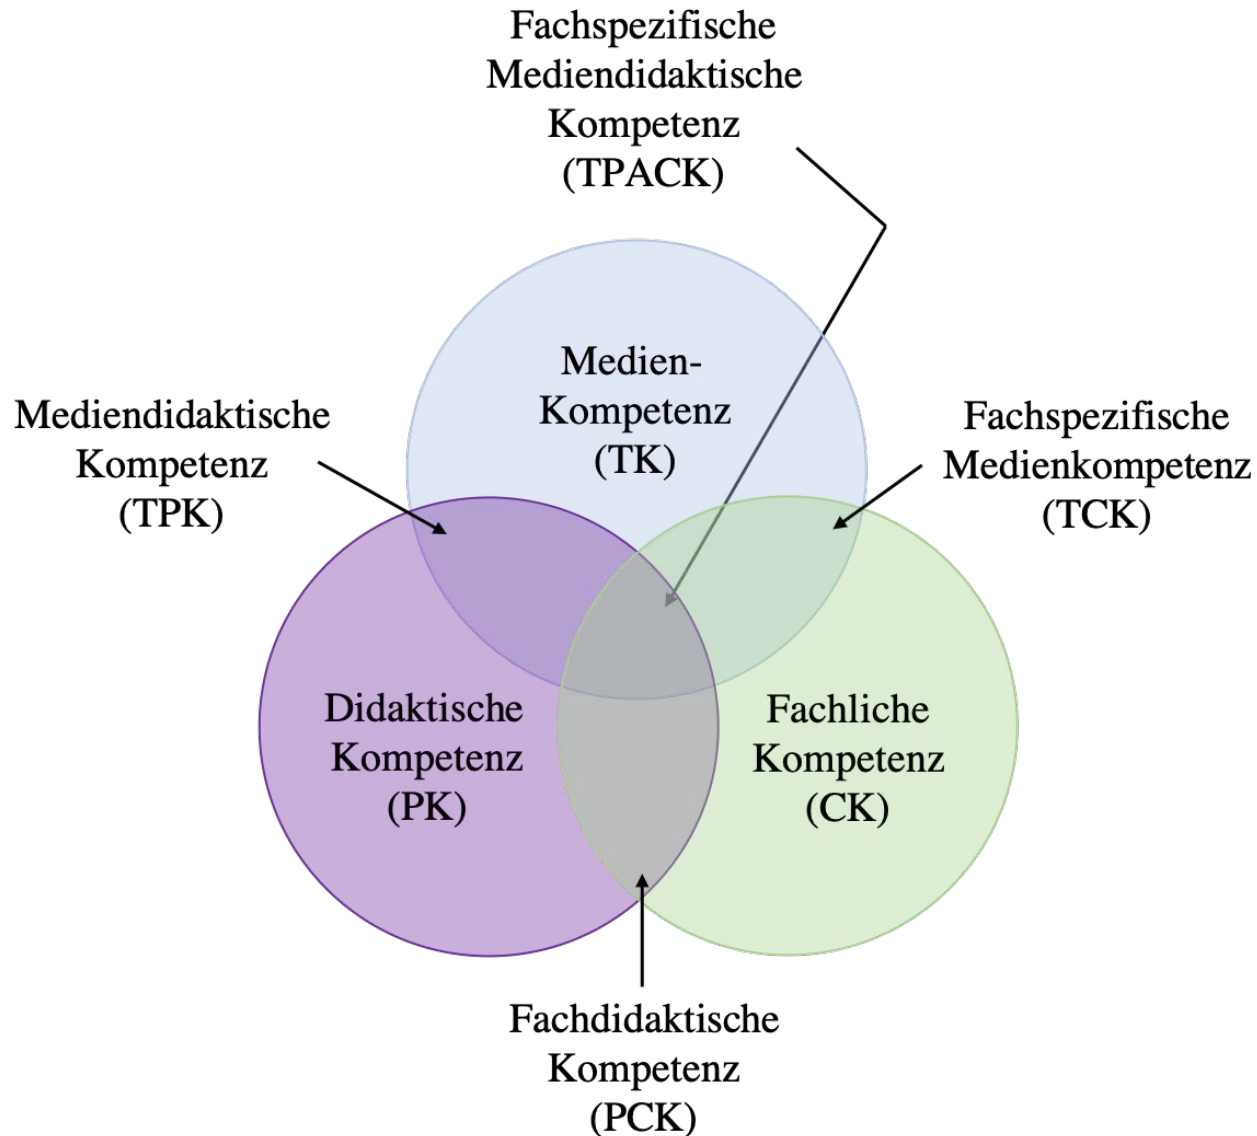 Fachspezifische
Mediendidaktische
Kompetenz
(TPACK)
Medien-
Kompetenz
(TK)
Mediendidaktische
Kompetenz
(TPK)
Fachspezifische
Medienkompetenz
(TCK)
Didaktische
Kompetenz
(PK)
Fachliche
Kompetenz
(CK)
Fachdidaktische
Kompetenz
(PCK)